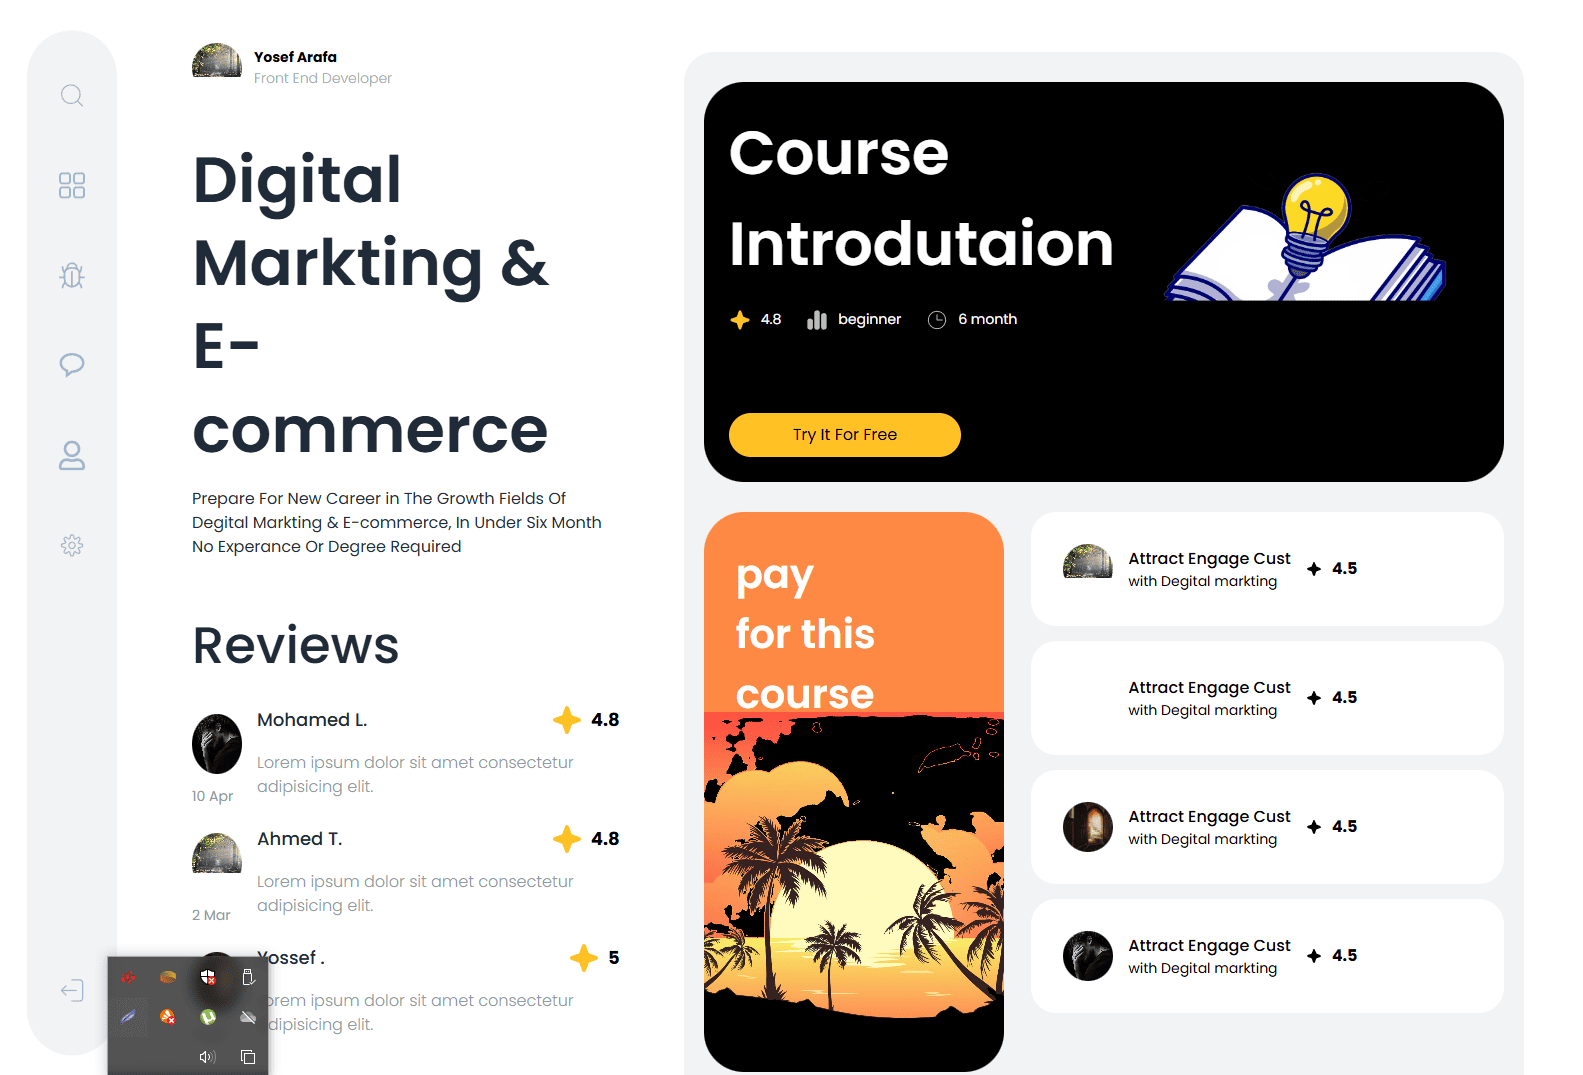 Yosef Arafa
Front End Developer
Digital
Markting &
E-
commerce
Prepare For New Career in The Growth Fields Of
Degital Markting & E-commerce, In Under Six Month
No Experance Or Degree Required
Reviews
Mohamed L.
4.8
Lorem ipsum dolor sit amet consectetur
adipisicing elit.
10 Apr
Ahmed T.
4.8
Lorem ipsum dolor sit amet consectetur
adipisicing elit.
2 Mar
Yossef .
5
orem ipsum dolor sit amet consectetur
dipisicing elit.
Course
Introdutaion
4.8
beginner
6 month
Try It For Free
pay
for this
course
Attract Engage Cust
with Degital markting
4.5
Attract Engage Cust
with Degital markting
4.5
Attract Engage Cust
with Degital markting
4.5
Attract Engage Cust
with Degital markting
4.5